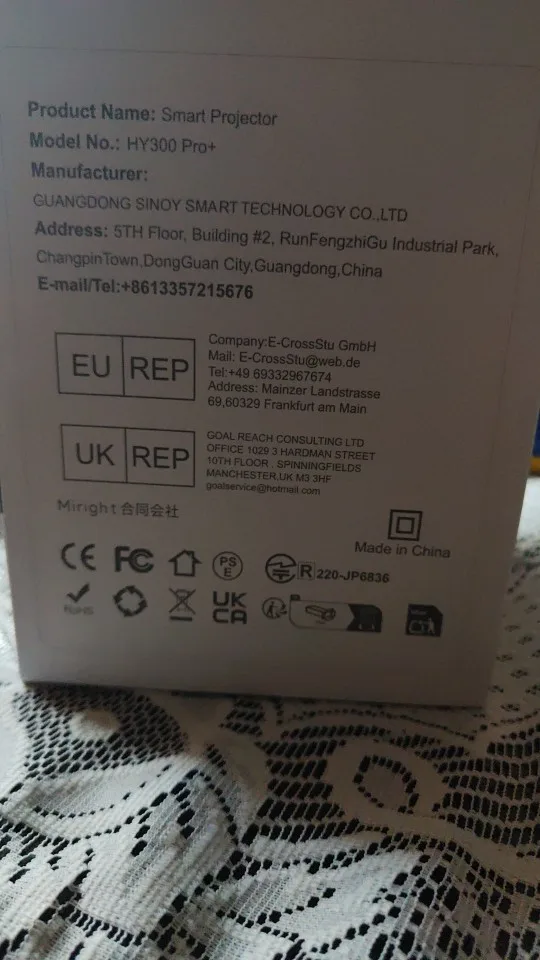 Product Name: Smart Projector
Model No.: HY300 Pro+
Manufacturer:
GUANGDONG SINOY SMART TECHNOLOGY CO.,LTD
Address: 5TH Floor, Building #2, RunFengzhiGu Industrial Park,
ChangpinTown,DongGuan City,Guangdong,China
E-mail/Tel:+8613357215676
EU REP
Company:E-CrossStu GmbH
Mail: E-CrossStu@web.de
Tel:+49 69332967674
Address: Mainzer Landstrasse
69,60329 Frankfurt am Main
UK REP
GOAL REACH CONSULTING LTD
OFFICE 1029 3 HARDMAN STREET
10TH FLOOR . SPINNINGFIELDS
MANCHESTER,UK M3 3HF
goalservice@hotmail.com
Miright合同会社
Made in China
CE FC PS E R 220-JP6836
RoHS UK CA